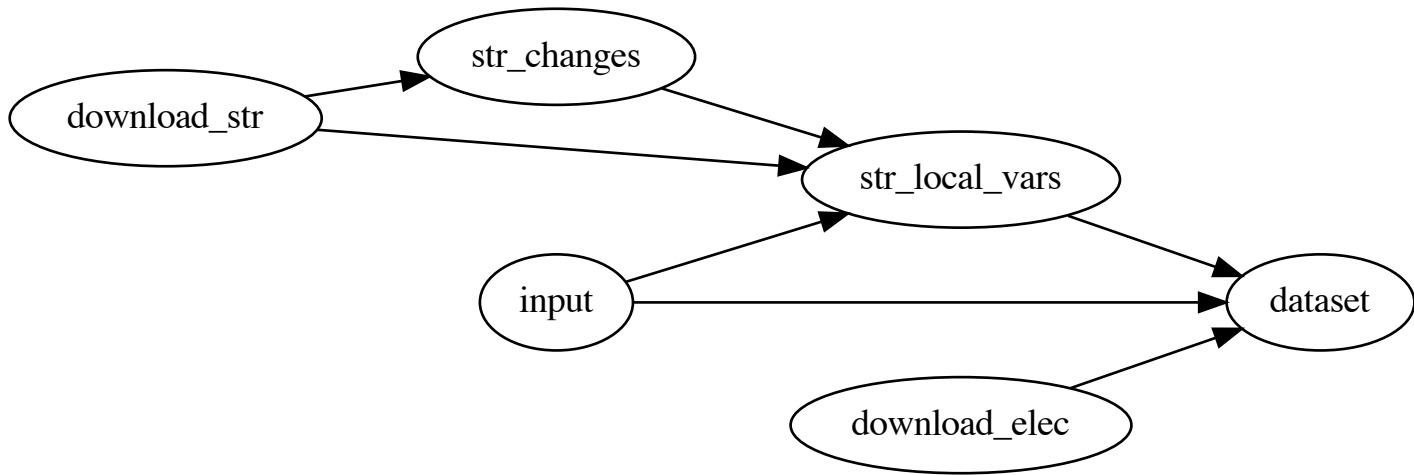 str_changes
download_str
str_local_vars
input
dataset
download_elec